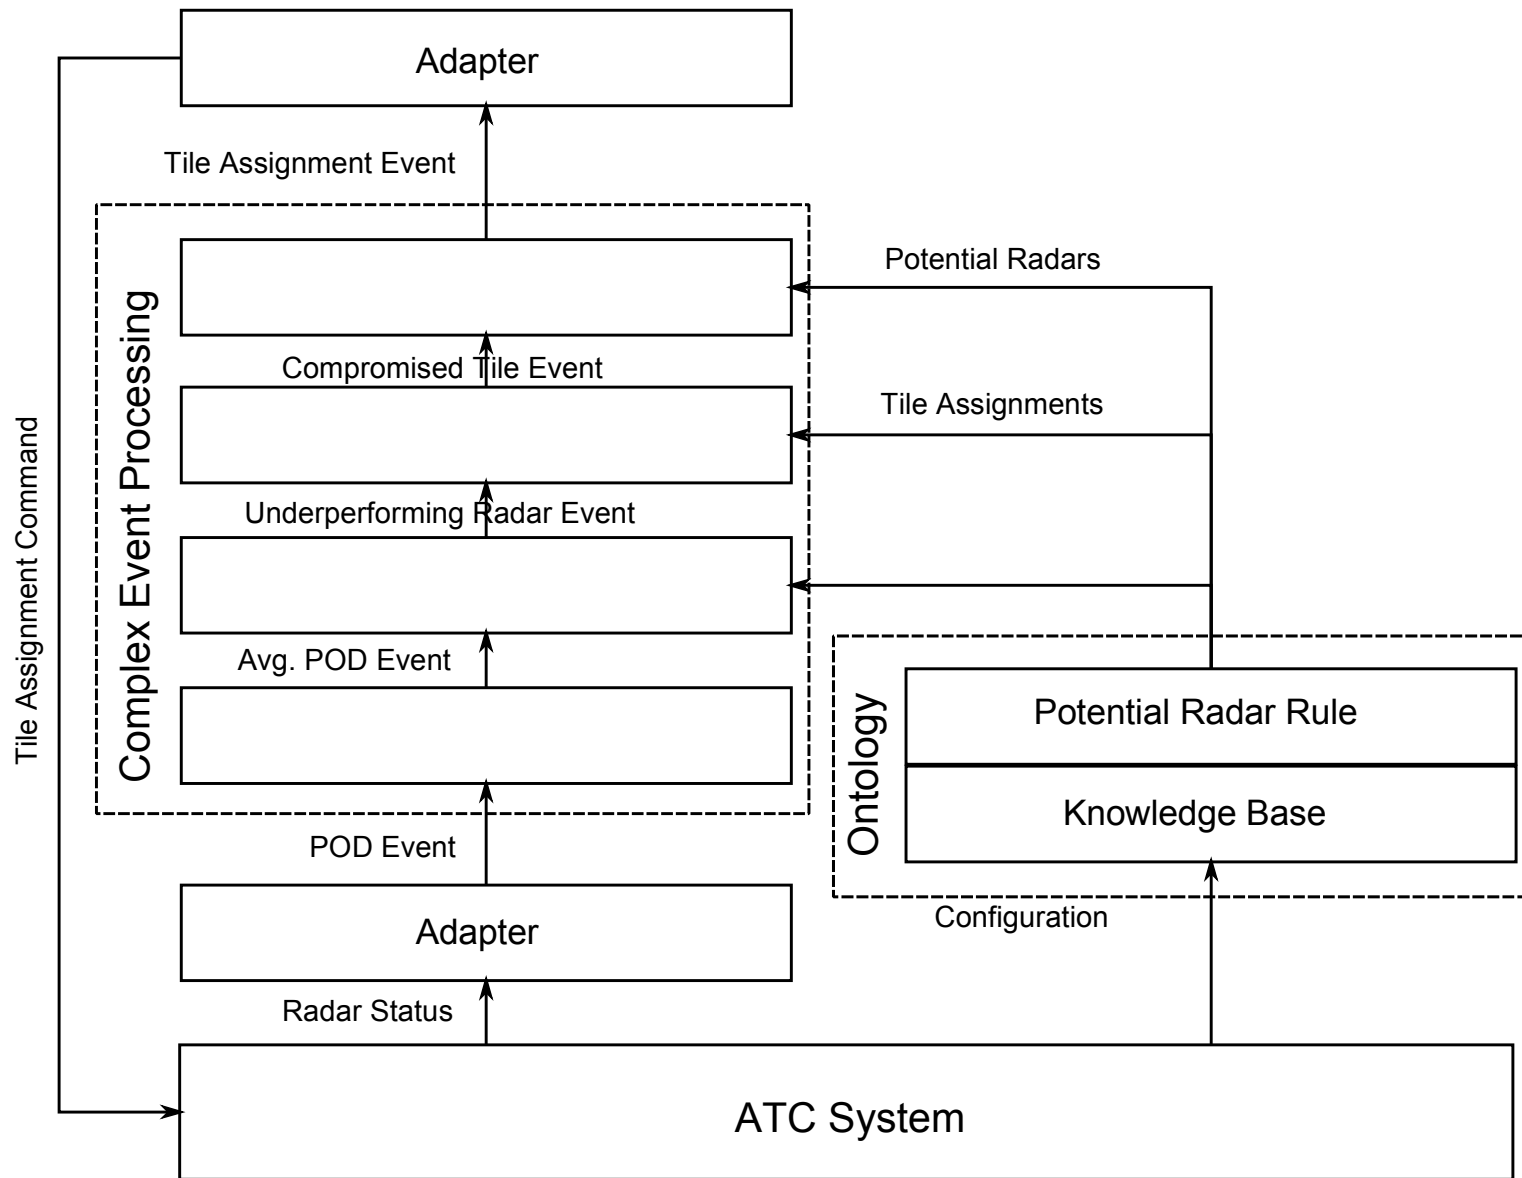 Adapter
Tile Assignment Event
Potential Radars
Compromised Tile Event
Tile Assignments
Underperforming Radar Event
Avg. POD Event
Complex Event Processing
Tile Assignment Command
Potential Radar Rule
Knowledge Base
Ontology
POD Event
Configuration
Adapter
Radar Status
ATC System